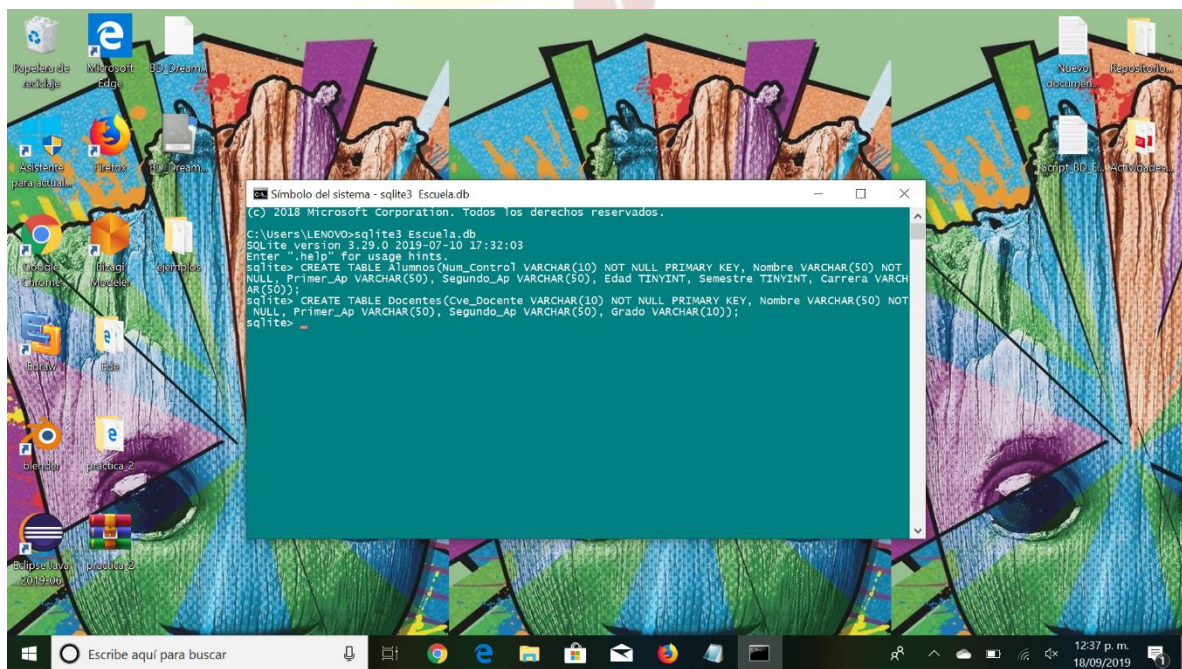 Papelera de
reciclaje
Microsoft
Edge
BD_Dream...
Nuevo
documen...
Repositorio...
Asistente
para actual...
Firefox
BD_Dream...
Script_BD_E...
Actividades...
Google
Chrome
Bizagi
Modeler
ejemplos
Edraw
Ede
blender
practica_2
Eclipse Java
2019-06
practica_2
Símbolo del sistema - sqlite3 Escuela.db
(c) 2018 Microsoft Corporation. Todos los derechos reservados.
C:\Users\LENOVO>sqlite3 Escuela.db
SQLite version 3.29.0 2019-07-10 17:32:03
Enter ".help" for usage hints.
sqlite> CREATE TABLE Alumnos(Num_Control VARCHAR(10) NOT NULL PRIMARY KEY, Nombre VARCHAR(50) NOT
NULL, Primer_Ap VARCHAR(50), Segundo_Ap VARCHAR(50), Edad TINYINT, Semestre TINYINT, Carrera VARCH
AR(50));
sqlite> CREATE TABLE Docentes(Cve_Docente VARCHAR(10) NOT NULL PRIMARY KEY, Nombre VARCHAR(50) NOT
NULL, Primer_Ap VARCHAR(50), Segundo_Ap VARCHAR(50), Grado VARCHAR(10));
sqlite>
Escribe aquí para buscar
12:37 p. m.
18/09/2019